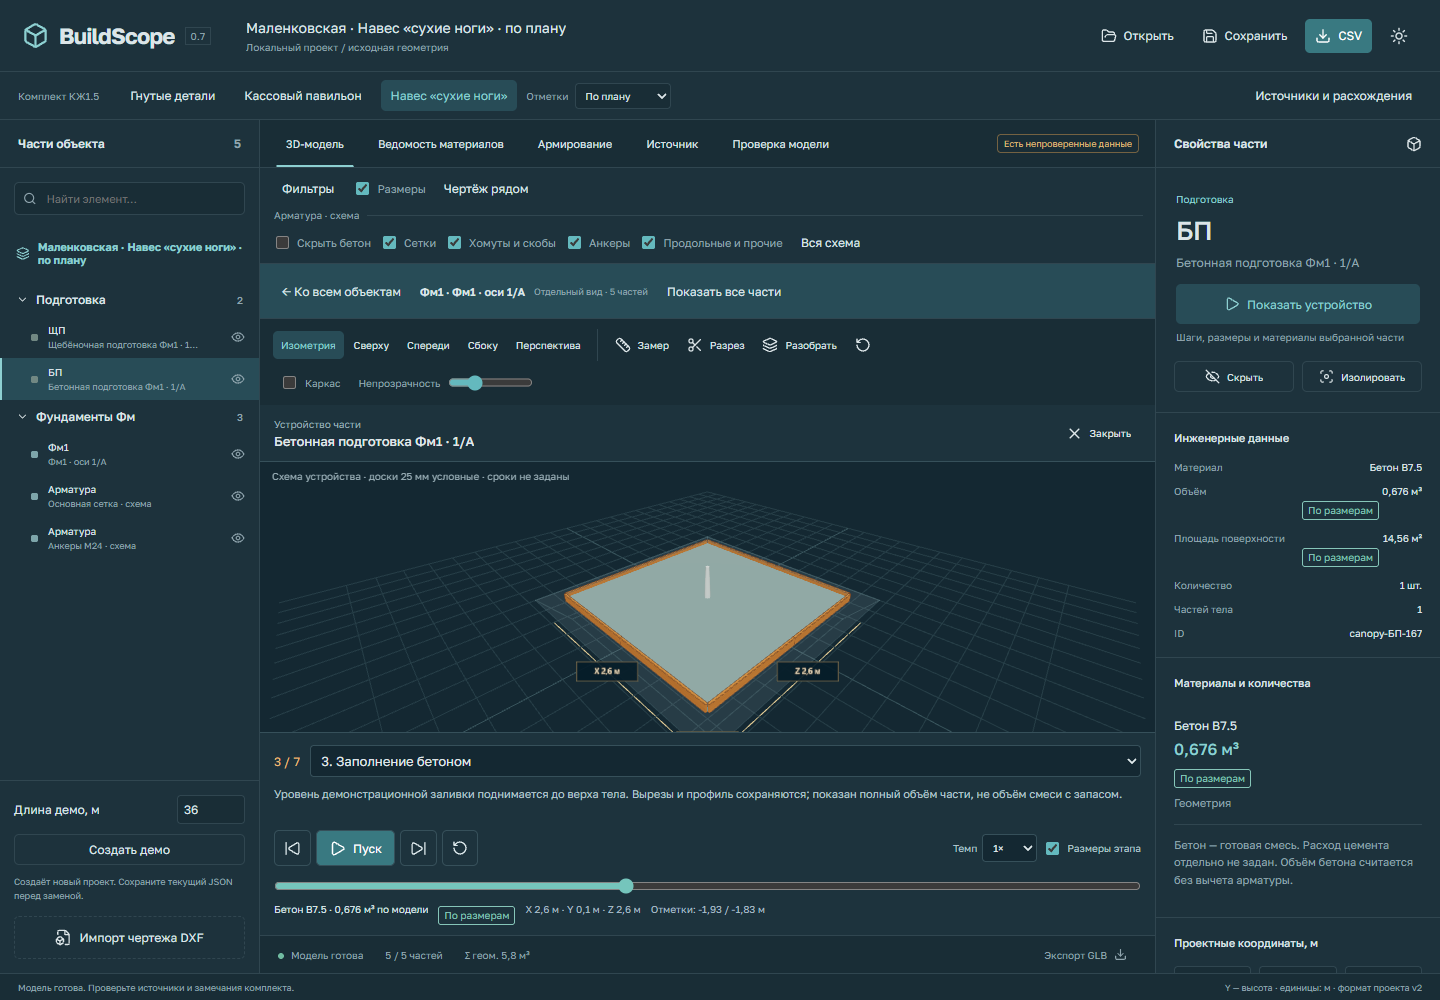 BuildScope 0.7
Маленковская · Навес «сухие ноги» · по плану
Локальный проект / исходная геометрия
Открыть
Сохранить
CSV
Комплект КЖ1.5
Гнутые детали
Кассовый павильон
Навес «сухие ноги»
Отметки
По плану
Источники и расхождения
Части объекта 5
Найти элемент...
Маленковская · Навес «сухие ноги» ·
по плану
Подготовка 2
ЩП
Щебёночная подготовка Фм1 · 1...
БП
Бетонная подготовка Фм1 · 1/А
Фундаменты Фм 3
Фм1
Фм1 · оси 1/А
Арматура
Основная сетка · схема
Арматура
Анкеры М24 · схема
Длина демо, м 36
Создать демо
Создаёт новый проект. Сохраните текущий JSON
перед заменой.
Импорт чертежа DXF
3D-модель
Ведомость материалов
Армирование
Источник
Проверка модели
Есть непроверенные данные
Фильтры
Размеры
Чертёж рядом
Арматура · схема
Скрыть бетон
Сетки
Хомуты и скобы
Анкеры
Продольные и прочие
Вся схема
← Ко всем объектам
Фм1 · Фм1 · оси 1/А
Отдельный вид · 5 частей
Показать все части
Изометрия
Сверху
Спереди
Сбоку
Перспектива
Замер
Разрез
Разобрать
Каркас
Непрозрачность
Устройство части
Бетонная подготовка Фм1 · 1/А
Закрыть
Схема устройства · доски 25 мм условные · сроки не заданы
X 2,6 м
Z 2,6 м
3 / 7
3. Заполнение бетоном
Уровень демонстрационной заливки поднимается до верха тела. Вырезы и профиль сохраняются; показан полный объём части, не объём смеси с запасом.
Пуск
Темп
1×
Размеры этапа
Бетон В7.5 · 0,676 м³ по модели
По размерам
X 2,6 м · Y 0,1 м · Z 2,6 м
Отметки: -1,93 / -1,83 м
Модель готова
5 / 5 частей
Σ геом. 5,8 м³
Экспорт GLB
Свойства части
Подготовка
БП
Бетонная подготовка Фм1 · 1/А
Показать устройство
Шаги, размеры и материалы выбранной части
Скрыть
Изолировать
Инженерные данные
Материал Бетон В7.5
Объём 0,676 м³
По размерам
Площадь поверхности 14,56 м²
По размерам
Количество 1 шт.
Частей тела 1
ID canopy-БП-167
Материалы и количества
Бетон В7.5
0,676 м³
По размерам
Геометрия
Бетон — готовая смесь. Расход цемента
отдельно не задан. Объём бетона считается
без вычета арматуры.
Проектные координаты, м
Модель готова. Проверьте источники и замечания комплекта.
Y — высота · единицы: м · формат проекта v2